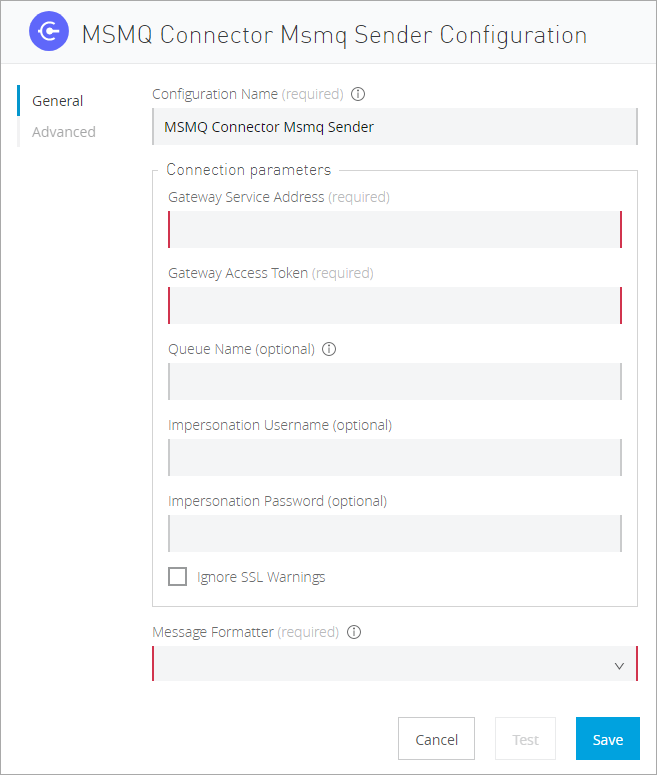 MSMQ Connector Msmq Sender Configuration
General
Advanced
Configuration Name (required)
MSMQ Connector Msmq Sender
Connection parameters
Gateway Service Address (required)
Gateway Access Token (required)
Queue Name (optional)
Impersonation Username (optional)
Impersonation Password (optional)
Ignore SSL Warnings
Message Formatter (required)
Cancel Test Save